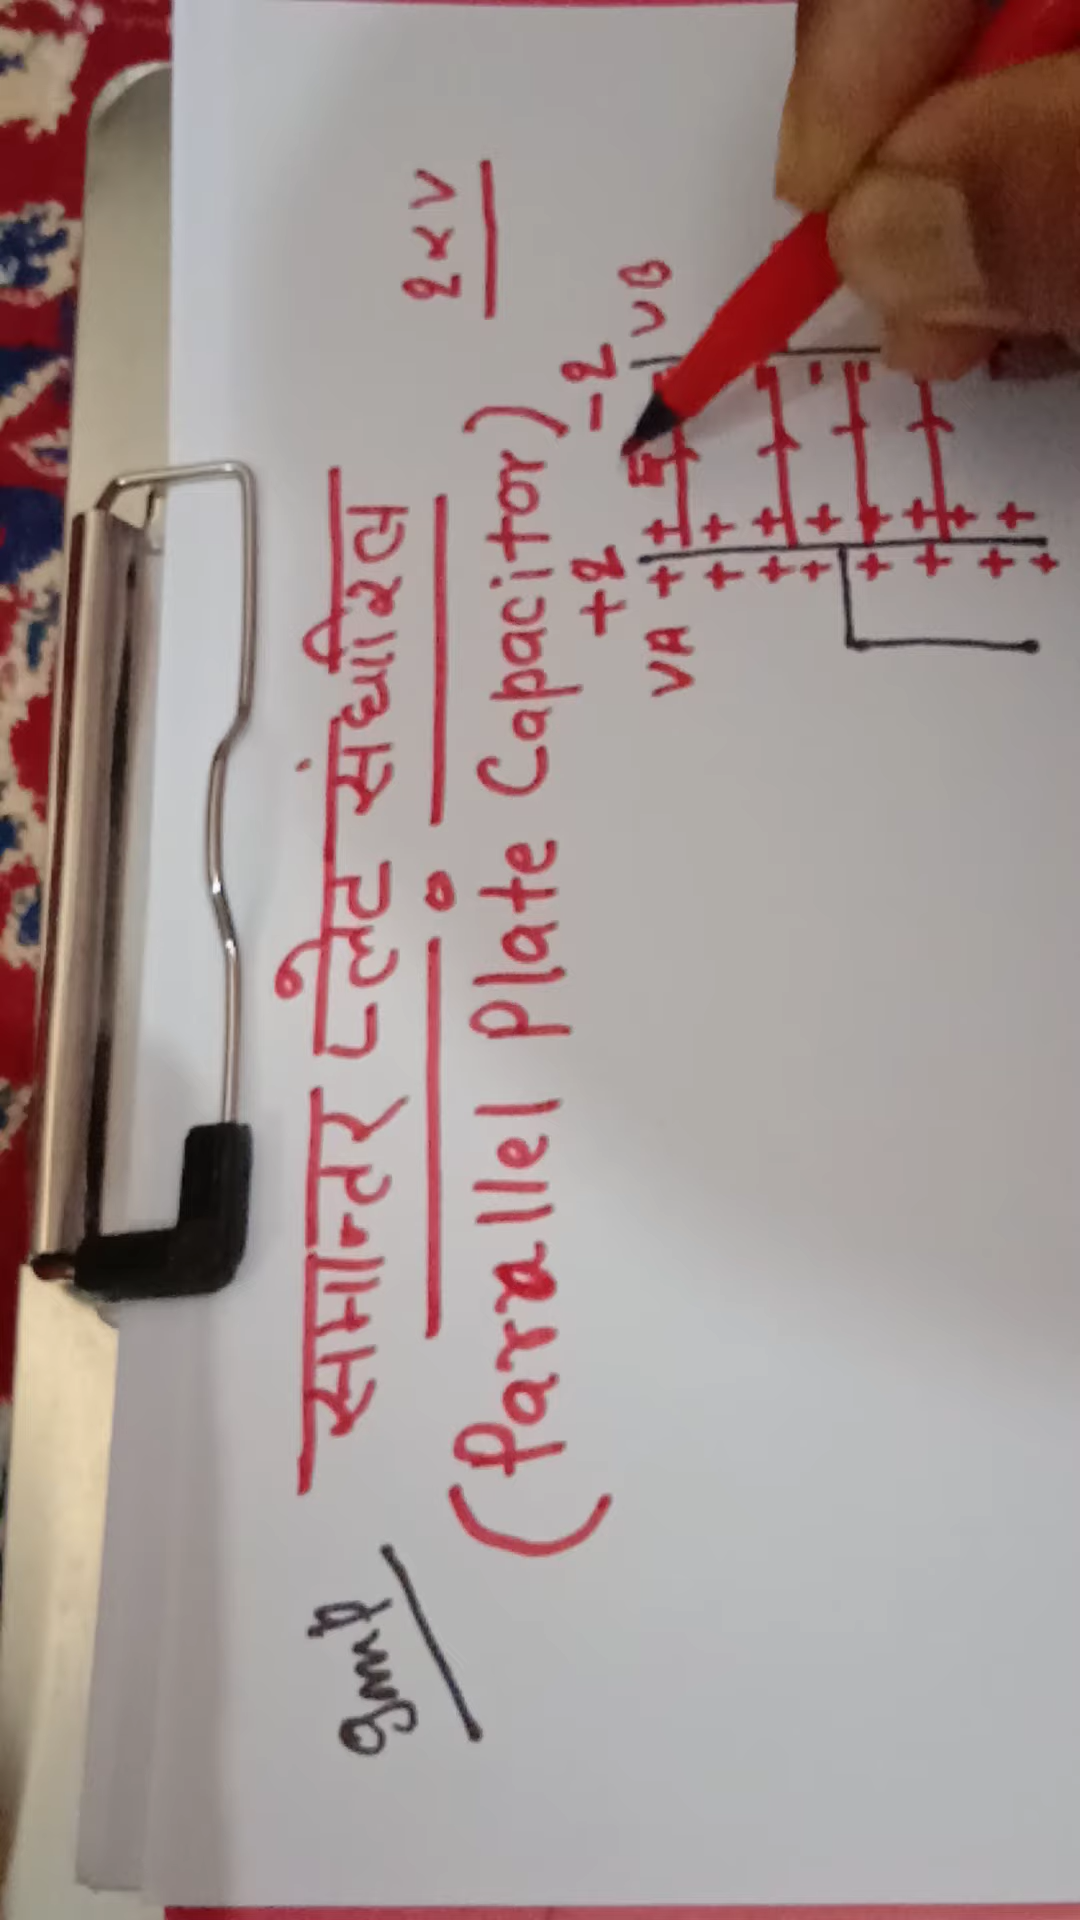 Imp
समान्तर प्लेट संधारित्र
(Parallel Plate Capacitor)
q∝V
+q -q
VA VB
E
+ + + + + + + +
+ + + + + + + +